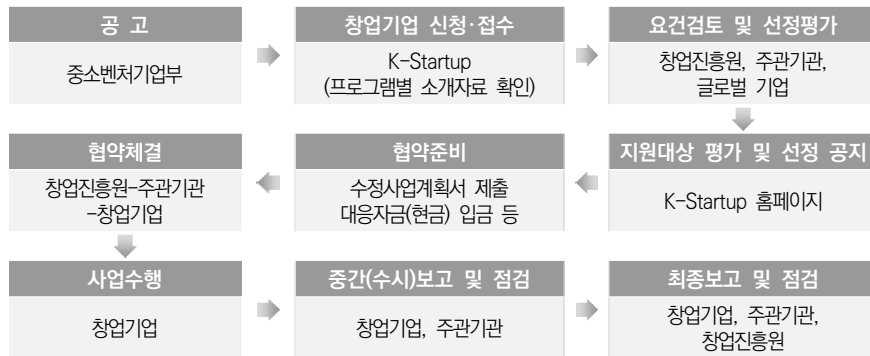 공 고
중소벤처기업부
창업기업 신청·접수
K-Startup
(프로그램별 소개자료 확인)
요건검토 및 선정평가
창업진흥원, 주관기관,
글로벌 기업
지원대상 평가 및 선정 공지
K-Startup 홈페이지
협약준비
수정사업계획서 제출
대응자금(현금) 입금 등
협약체결
창업진흥원-주관기관
-창업기업
사업수행
창업기업
중간(수시)보고 및 점검
창업기업, 주관기관
최종보고 및 점검
창업기업, 주관기관,
창업진흥원